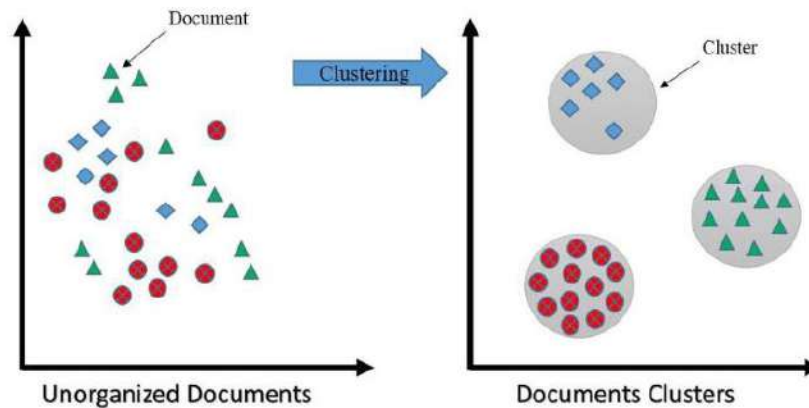 Document
Clustering
Cluster
Unorganized Documents
Documents Clusters